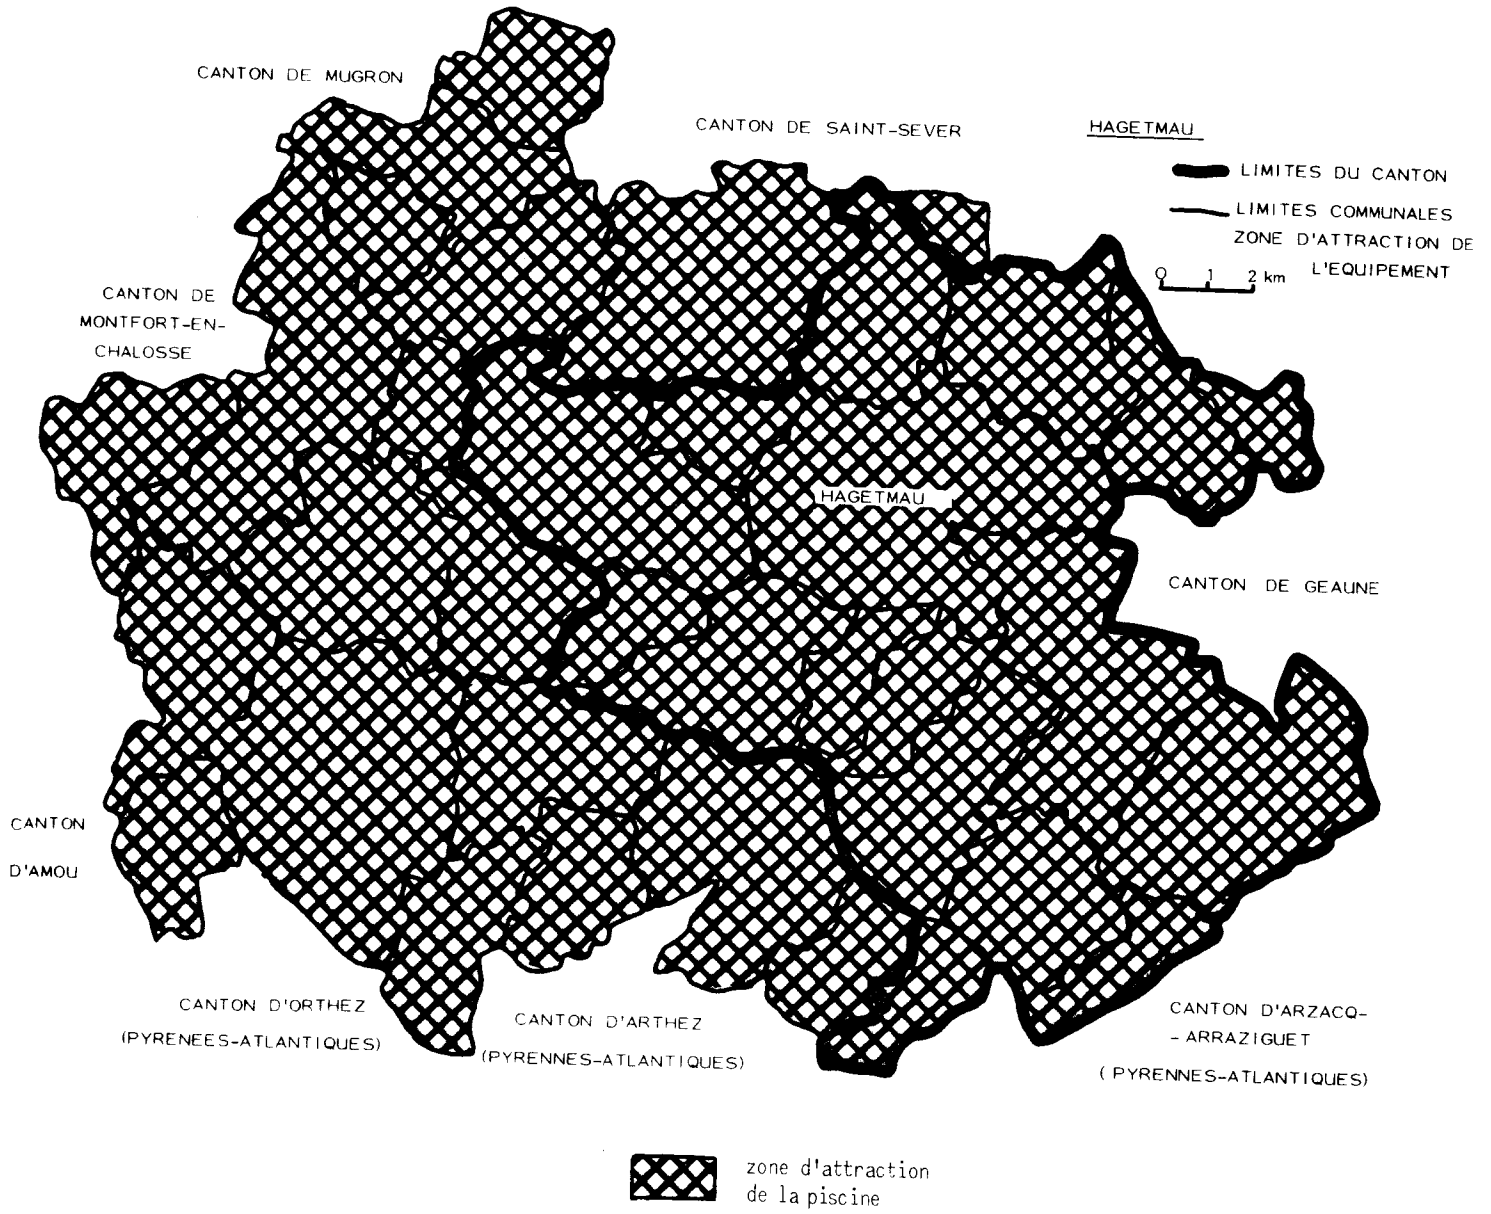 CANTON DE MUGRON
CANTON DE SAINT-SEVER
HAGETMAU
LIMITES DU CANTON
LIMITES COMMUNALES
ZONE D'ATTRACTION DE
L'EQUIPEMENT
0 1 2 km
CANTON DE
MONTFORT-EN-
CHALOSSE
HAGETMAU
CANTON DE GEAUNE
CANTON
D'AMOU
CANTON D'ORTHEZ
(PYRENEES-ATLANTIQUES)
CANTON D'ARTHEZ
(PYRENNES-ATLANTIQUES)
CANTON D'ARZACQ-
- ARRAZIGUET
( PYRENNES-ATLANTIQUES)
zone d'attraction
de la piscine